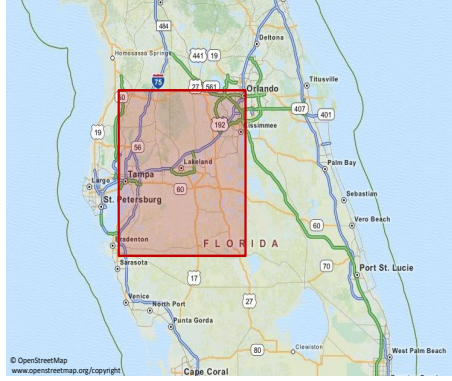 484
Deltona
Homosassa Springs
441
19
75
27
561
Titusville
Orlando
50
407
401
192
Kissimmee
19
56
Lakeland
Palm Bay
Largo
Tampa
60
St. Petersburg
Sebastian
60
Vero Beach
Bradenton
FLORIDA
Sarasota
70
Port St. Lucie
17
Venice
North Port
27
Punta Gorda
80
Clewiston
West Palm Beach
© OpenStreetMap
www.openstreetmap.org/copyright
Cape Coral